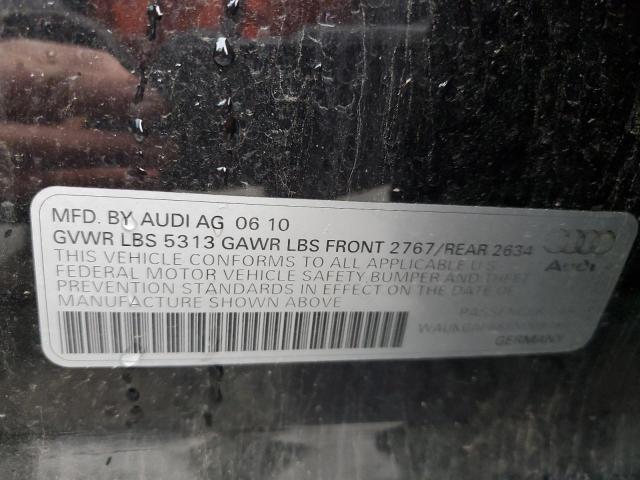 MFD. BY AUDI AG 06 10
GVWR LBS 5313 GAWR LBS FRONT 2767/REAR 2634
THIS VEHICLE CONFORMS TO ALL APPLICABLE U.S.
FEDERAL MOTOR VEHICLE SAFETY, BUMPER AND THEFT
PREVENTION STANDARDS IN EFFECT ON THE DATE OF
MANUFACTURE SHOWN ABOVE
Audi
PASSENGER
GERMANY